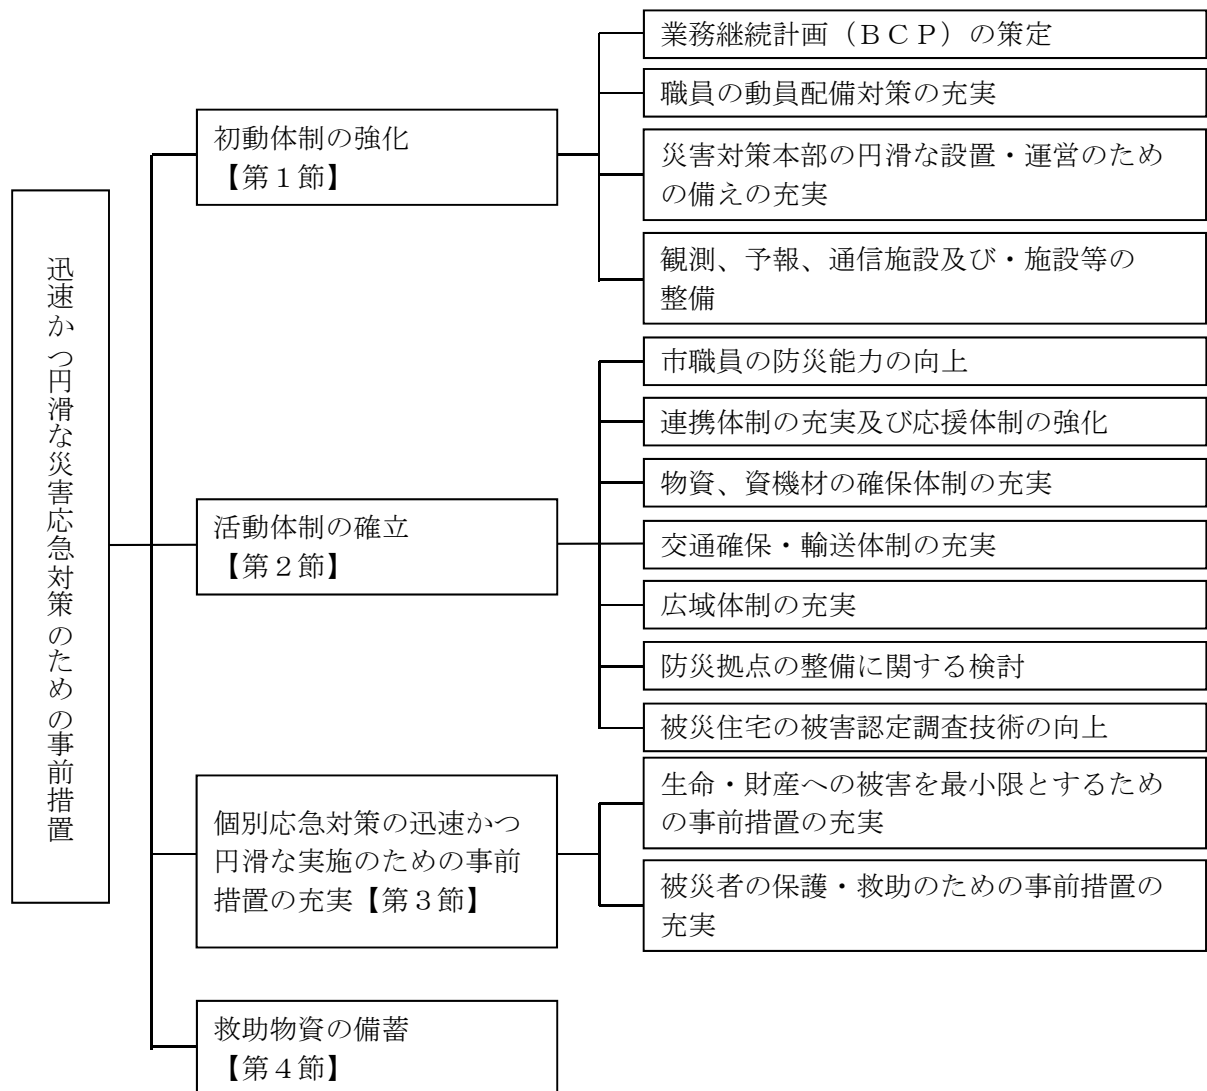 迅速かつ円滑な災害応急対策のための事前措置
初動体制の強化
【第１節】
業務継続計画（ＢＣＰ）の策定
職員の動員配備対策の充実
災害対策本部の円滑な設置・運営のため
の備えの充実
観測、予報、通信施設及び・施設等の
整備
活動体制の確立
【第２節】
市職員の防災能力の向上
連携体制の充実及び応援体制の強化
物資、資機材の確保体制の充実
交通確保・輸送体制の充実
広域体制の充実
防災拠点の整備に関する検討
被災住宅の被害認定調査技術の向上
個別応急対策の迅速かつ
円滑な実施のための事前
措置の充実【第３節】
生命・財産への被害を最小限とするため
の事前措置の充実
被災者の保護・救助のための事前措置の
充実
救助物資の備蓄
【第４節】